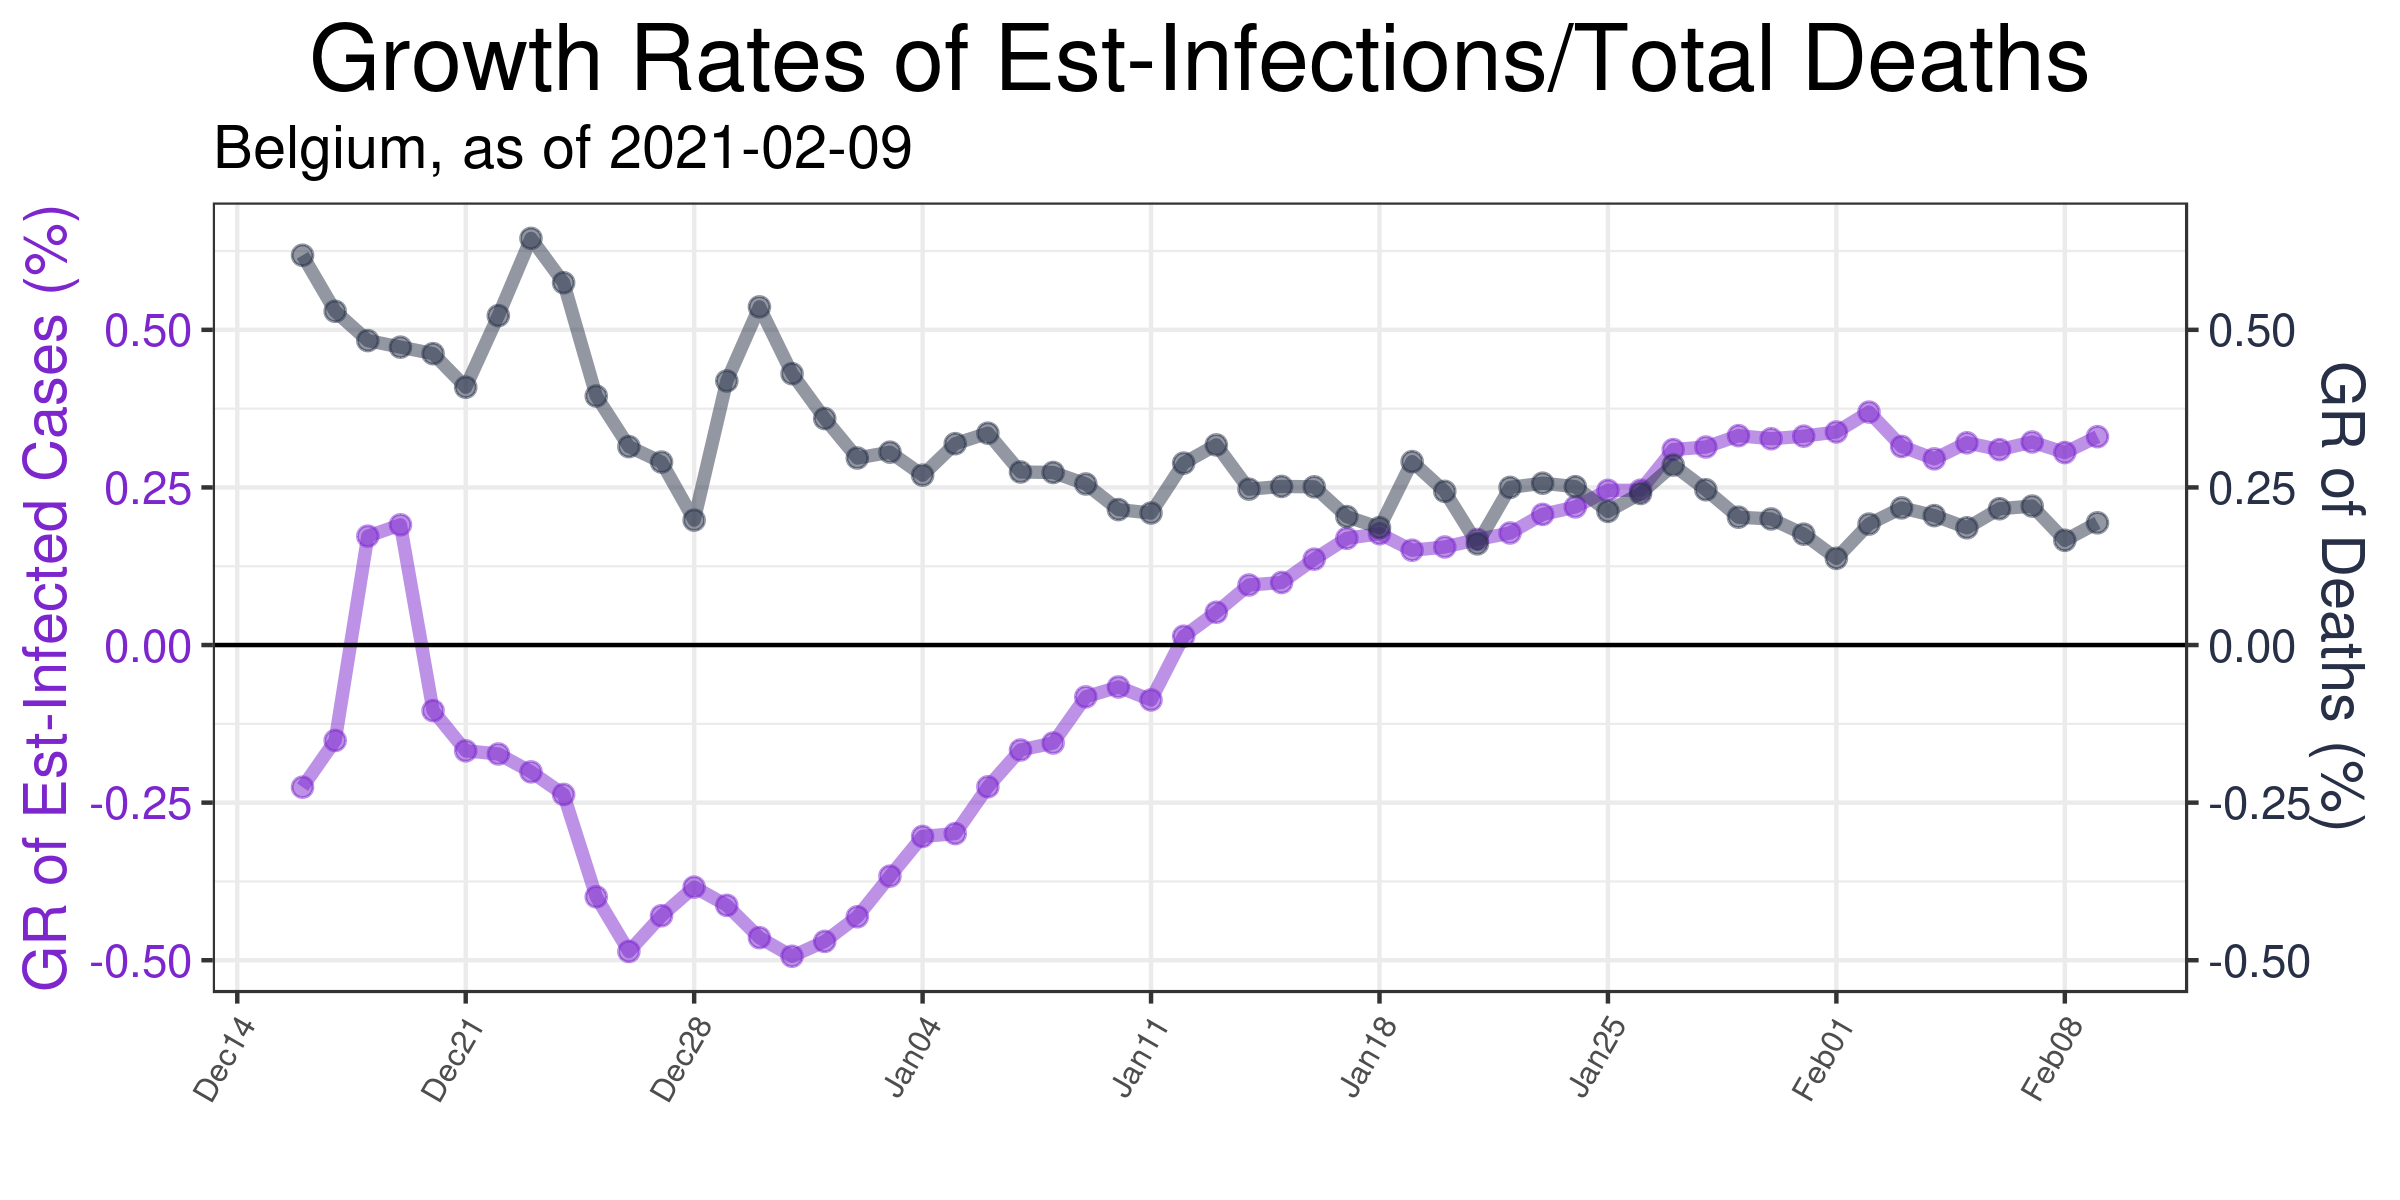 Growth Rates of Est-Infections/Total Deaths
Belgium, as of 2021-02-09
GR of Est-Infected Cases (%)
0.50
0.25
0.00
-0.25
-0.50
0.50
0.25
0.00
-0.25
-0.50
GR of Deaths (%)
Dec14
Dec21
Dec28
Jan04
Jan11
Jan18
Jan25
Feb01
Feb08